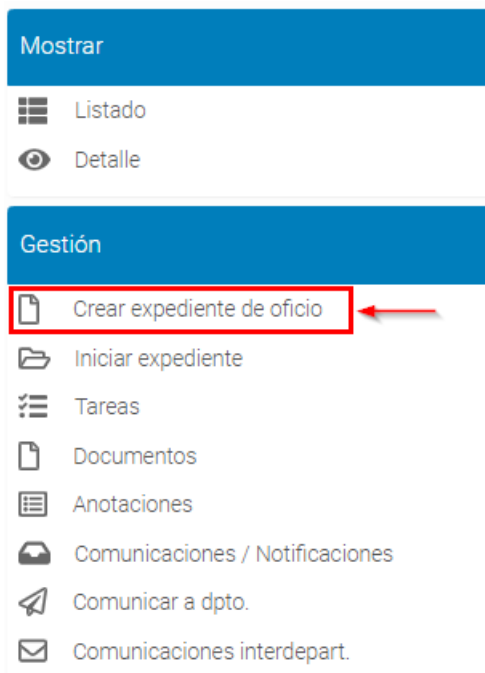 Mostrar
Listado
Detalle
Gestión
Crear expediente de oficio
Iniciar expediente
Tareas
Documentos
Anotaciones
Comunicaciones / Notificaciones
Comunicar a dpto.
Comunicaciones interdepart.